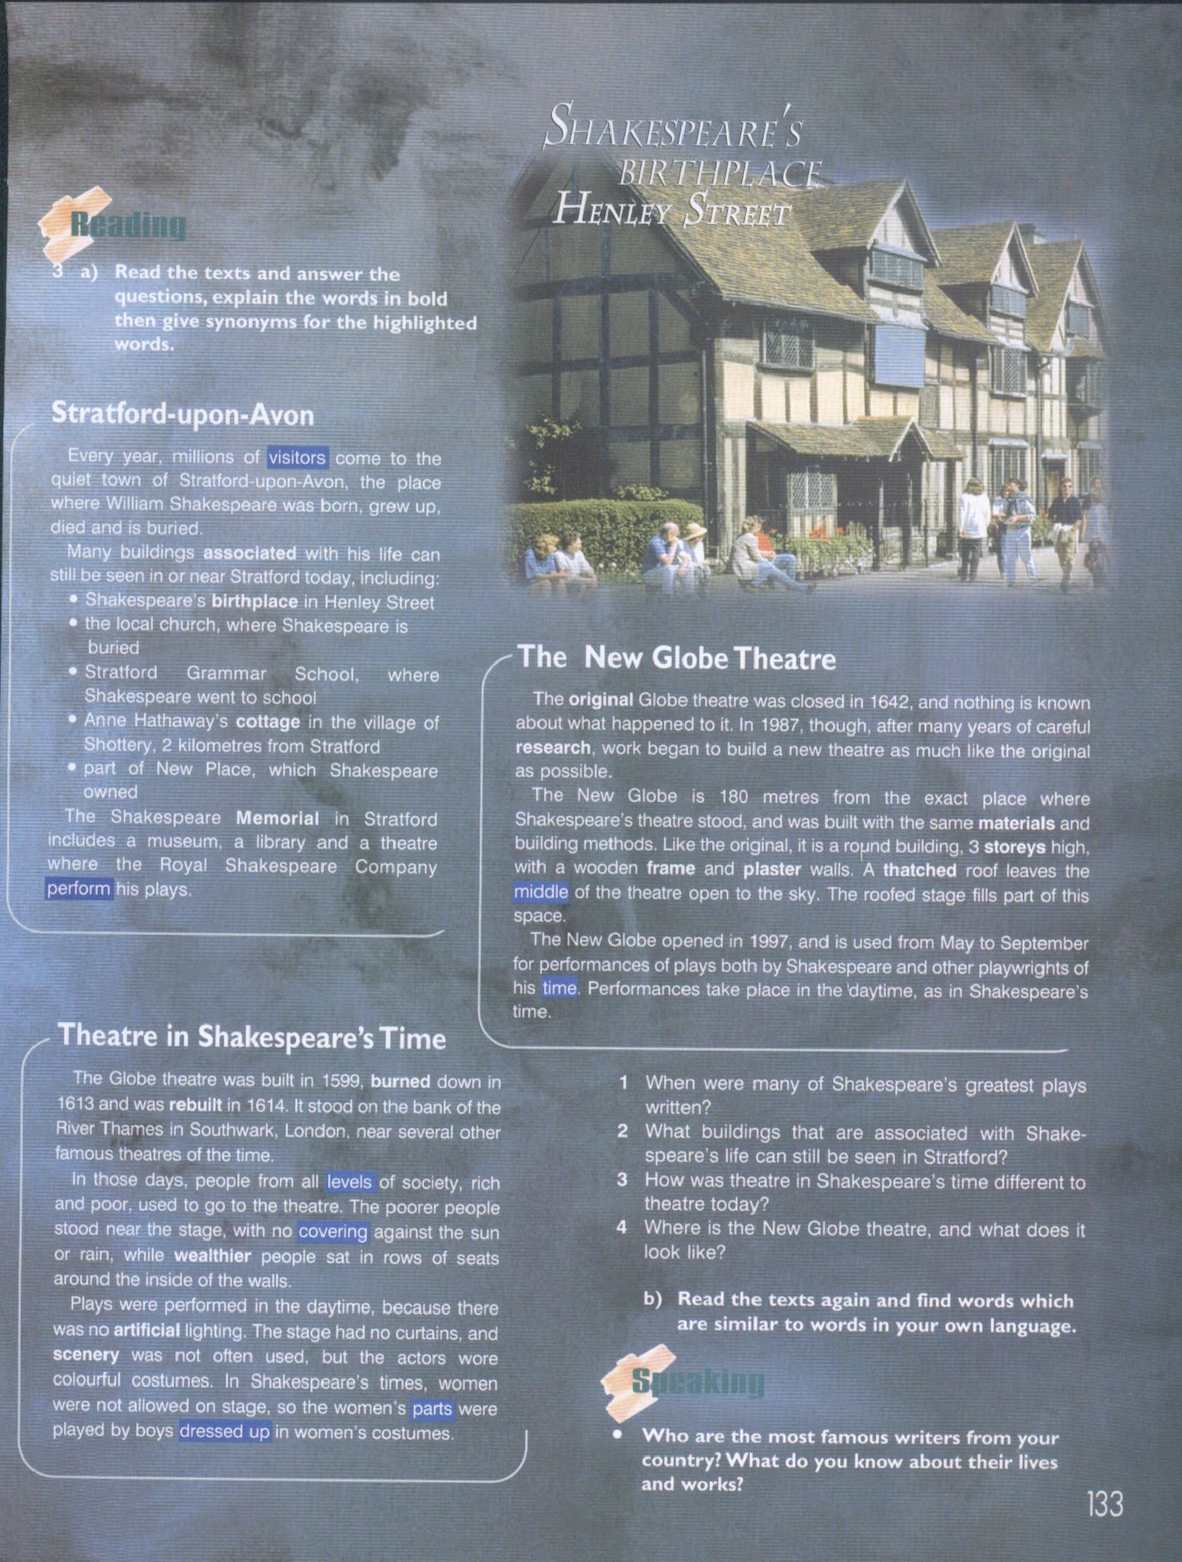 SHAKESPEARE'S
BIRTHPLACE
HENLEY STREET
Reading
3 a) Read the texts and answer the
questions, explain the words in bold
then give synonyms for the highlighted
words.
Stratford-upon-Avon
Every year, millions of visitors come to the
quiet town of Stratford-upon-Avon, the place
where William Shakespeare was born, grew up,
died and is buried.
Many buildings associated with his life can
still be seen in or near Stratford today, including:
• Shakespeare's birthplace in Henley Street
• the local church, where Shakespeare is
buried
• Stratford Grammar School, where
Shakespeare went to school
• Anne Hathaway's cottage in the village of
Shottery, 2 kilometres from Stratford
• part of New Place, which Shakespeare
owned
The Shakespeare Memorial in Stratford
includes a museum, a library and a theatre
where the Royal Shakespeare Company
perform his plays.
The New Globe Theatre
The original Globe theatre was closed in 1642, and nothing is known
about what happened to it. In 1987, though, after many years of careful
research, work began to build a new theatre as much like the original
as possible.
The New Globe is 180 metres from the exact place where
Shakespeare's theatre stood, and was built with the same materials and
building methods. Like the original, it is a round building, 3 storeys high,
with a wooden frame and plaster walls. A thatched roof leaves the
middle of the theatre open to the sky. The roofed stage fills part of this
space.
The New Globe opened in 1997, and is used from May to September
for performances of plays both by Shakespeare and other playwrights of
his time. Performances take place in the daytime, as in Shakespeare's
time.
Theatre in Shakespeare's Time
The Globe theatre was built in 1599, burned down in
1613 and was rebuilt in 1614. It stood on the bank of the
River Thames in Southwark, London, near several other
famous theatres of the time.
In those days, people from all levels of society, rich
and poor, used to go to the theatre. The poorer people
stood near the stage, with no covering against the sun
or rain, while wealthier people sat in rows of seats
around the inside of the walls.
Plays were performed in the daytime, because there
was no artificial lighting. The stage had no curtains, and
scenery was not often used, but the actors wore
colourful costumes. In Shakespeare's times, women
were not allowed on stage, so the women's parts were
played by boys dressed up in women's costumes.
1 When were many of Shakespeare's greatest plays
written?
2 What buildings that are associated with Shake-
speare's life can still be seen in Stratford?
3 How was theatre in Shakespeare's time different to
theatre today?
4 Where is the New Globe theatre, and what does it
look like?
b) Read the texts again and find words which
are similar to words in your own language.
Speaking
• Who are the most famous writers from your
country? What do you know about their lives
and works?
133